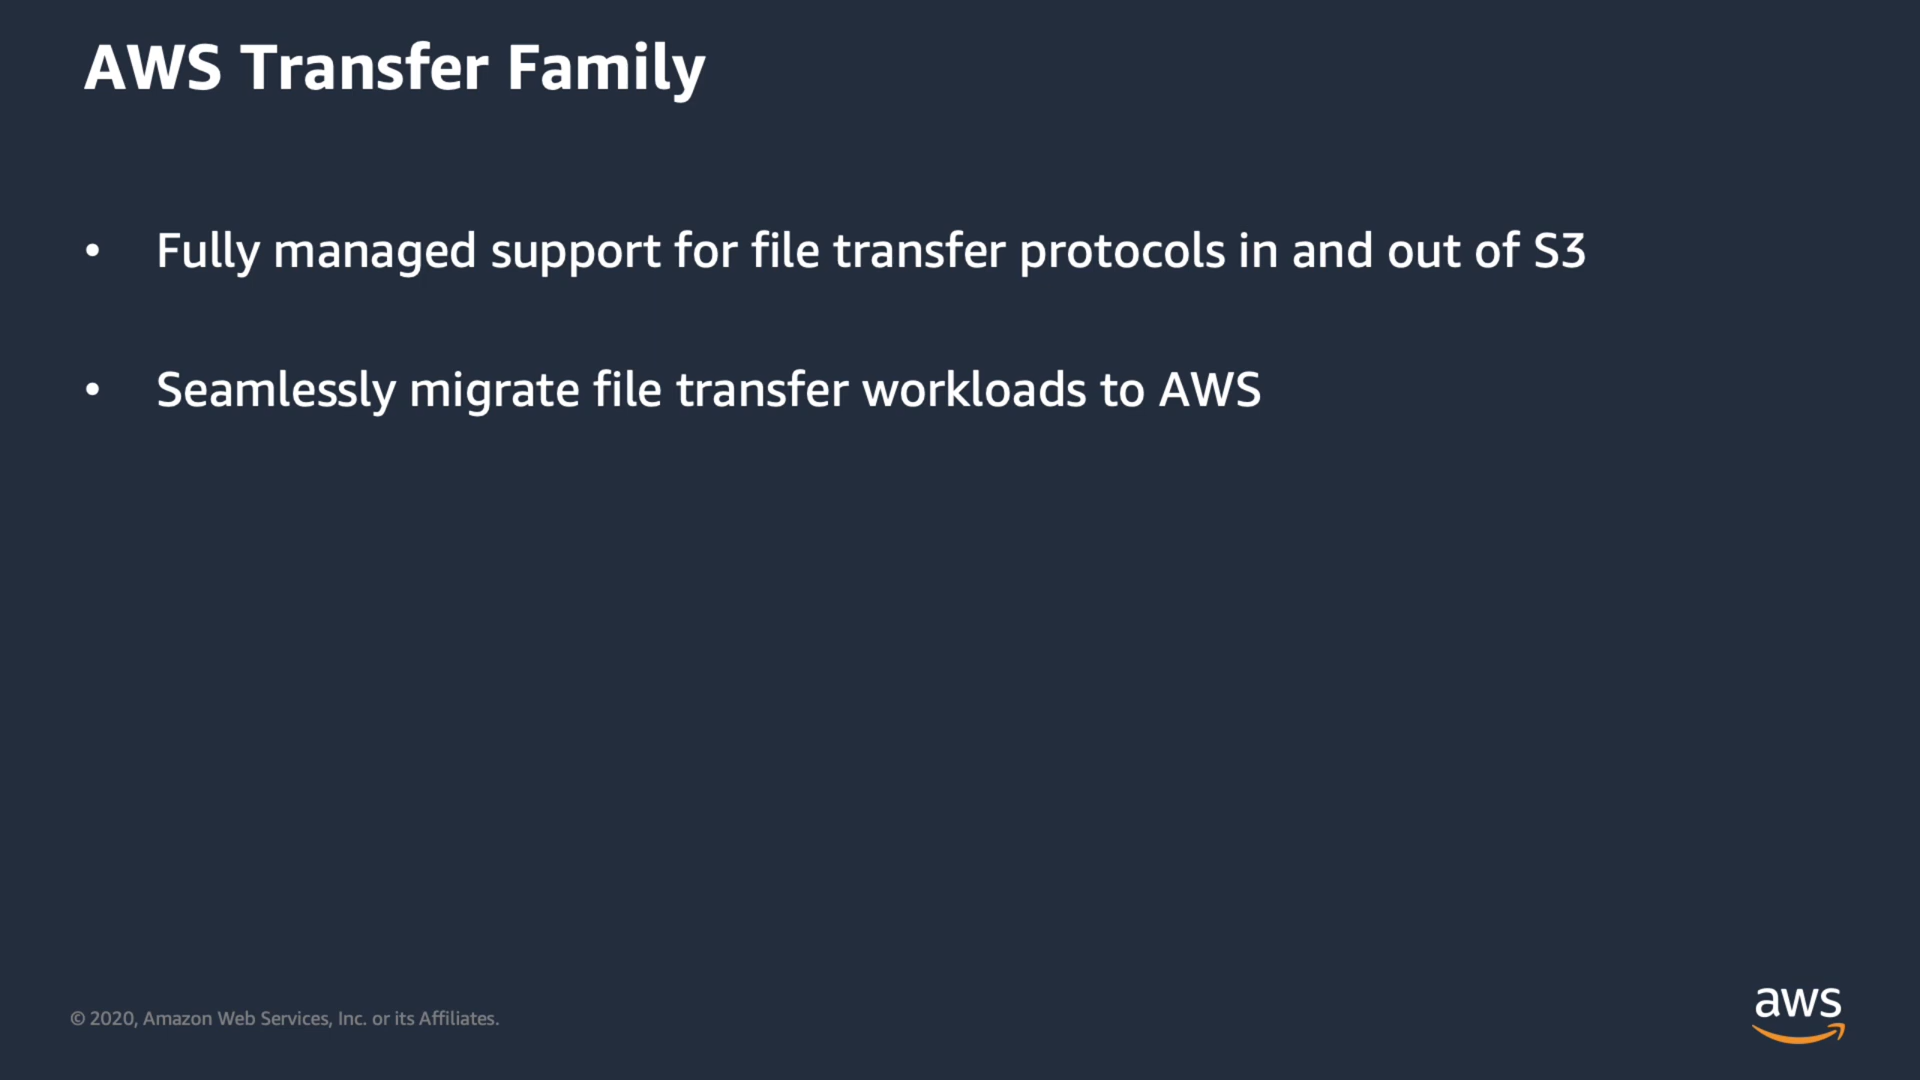 AWS Transfer Family
• Fully managed support for file transfer protocols in and out of S3
• Seamlessly migrate file transfer workloads to AWS
© 2020, Amazon Web Services, Inc. or its Affiliates.
aws